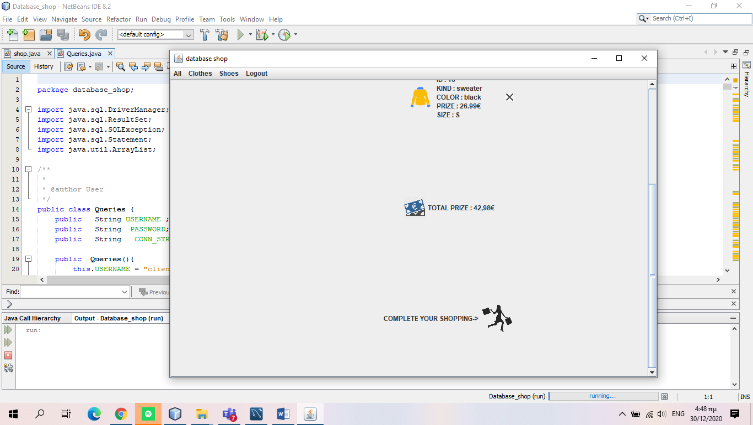 Database_shop - NetBeans IDE 8.2
File Edit View Navigate Source Refactor Run Debug Profile Team Tools Window Help
Search (Ctrl+I)
<default config>
shop.java
Queries.java
Source History
database shop
All Clothes Shoes Logout
1
2 package database_shop;
3
4 import java.sql.DriverManager;
5 import java.sql.ResultSet;
6 import java.sql.SQLException;
7 import java.sql.Statement;
8 import java.util.ArrayList;
9
10 /**
11 *
12 * @author User
13 */
14 public class Queries {
15 public String USERNAME ;
16 public String PASSWORD;
17 public String CONN_STR
18
19 public Queries(){
20 this.USERNAME = "clien
KIND : sweater
COLOR : black
PRIZE : 26.99€
SIZE : S
TOTAL PRIZE : 42,98€
COMPLETE YOUR SHOPPING->
Hierarchy
Find:
Previou
Java Call Hierarchy
Output - Database_shop (run)
run:
Database_shop (run)
running...
1:1
INS
ENG
4:48 πμ
30/12/2020